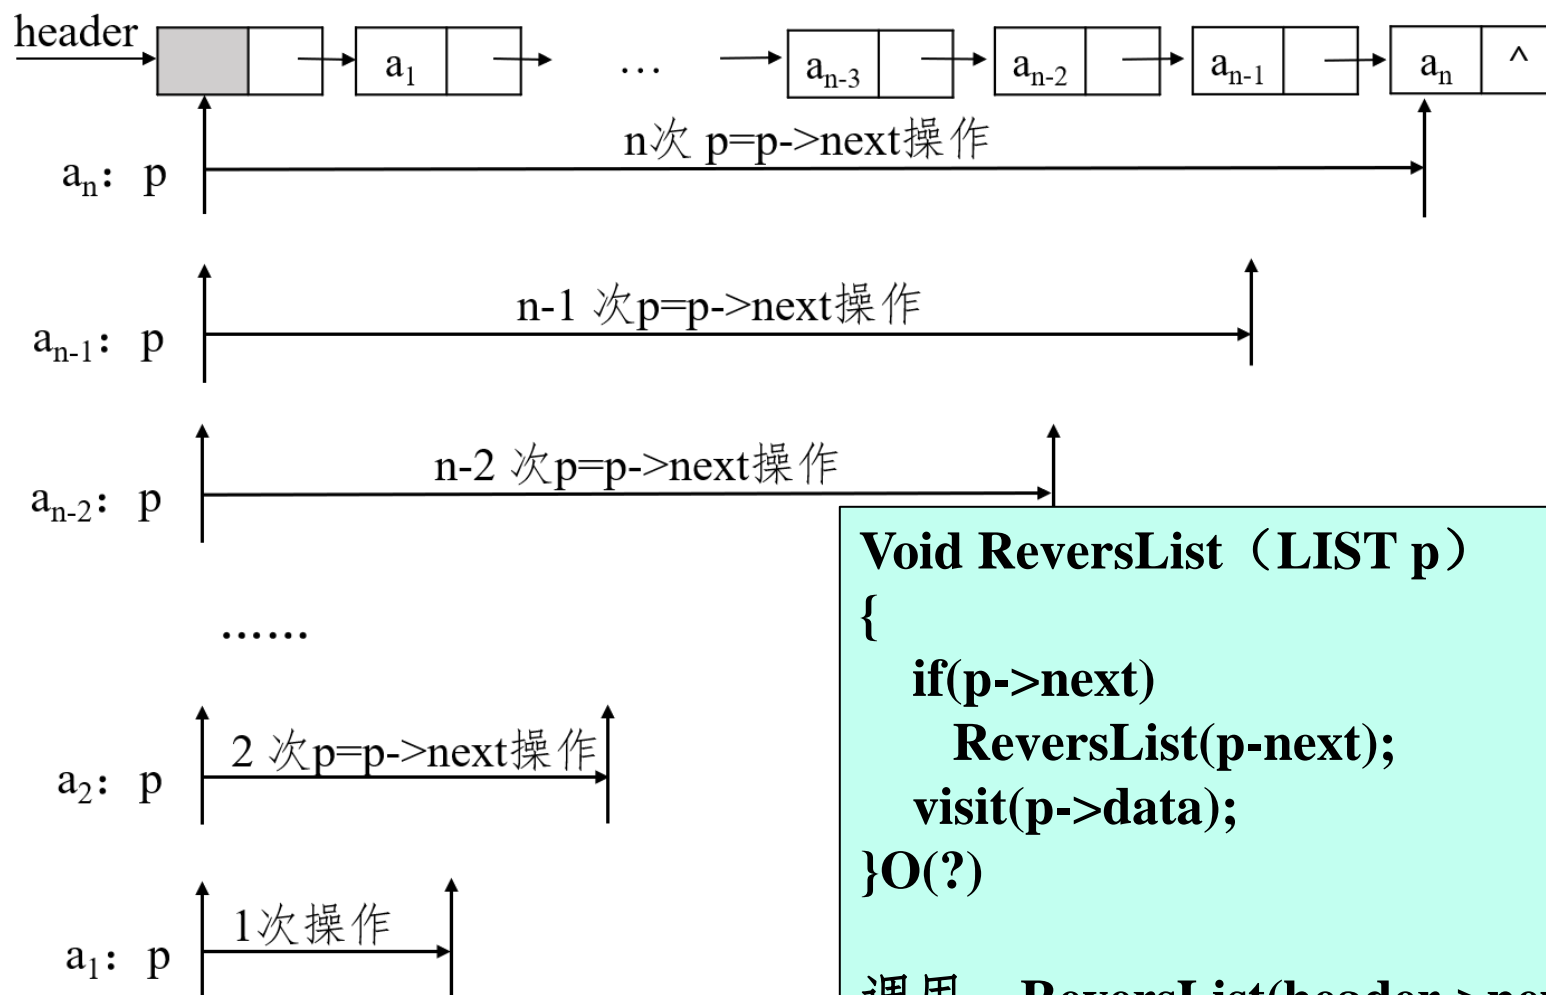 header
a1 … an-3 an-2 an-1 an ^
n次 p=p->next操作
an： p
n-1 次p=p->next操作
an-1： p
n-2 次p=p->next操作
an-2： p
……
2 次p=p->next操作
a2： p
1次操作
a1： p
Void ReversList（LIST p）
{
if(p->next)
ReversList(p-next);
visit(p->data);
}O(?)
ReversList(header->nex